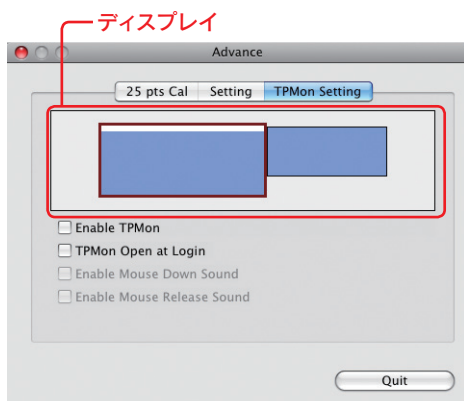 ディスプレイ
Advance
25 pts Cal Setting TPMon Setting
Enable TPMon
TPMon Open at Login
Enable Mouse Down Sound
Enable Mouse Release Sound
Quit